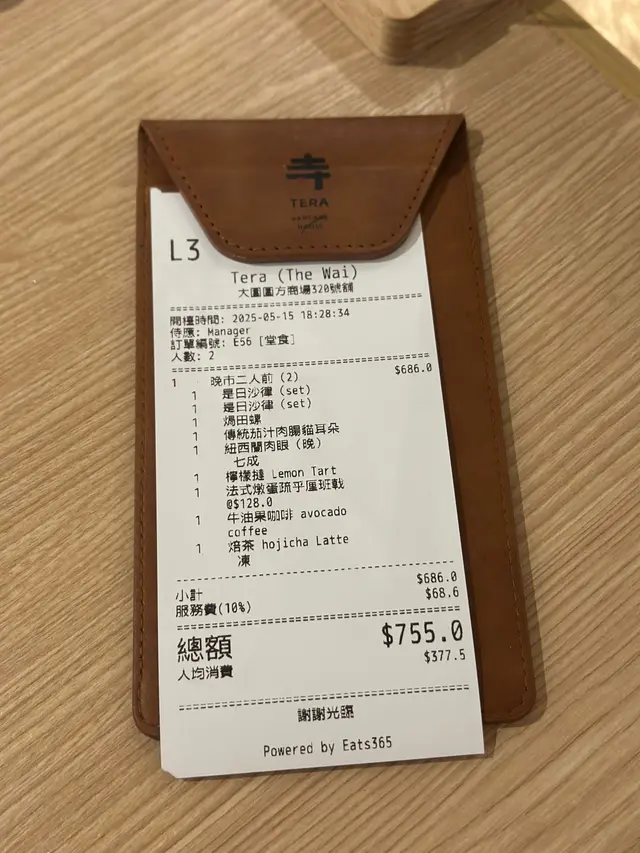 寺
TERA
L3
Tera (The Wai)
大圍圍方商場320號舖
開檯時間: 2025-05-15 18:28:34
侍應: Manager
訂單編號: E56 [堂食]
人數: 2
1 晚市二人前 (2) $686.0
1 是日沙律 (set)
1 是日沙律 (set)
1 焗田螺
1 傳統茄汁肉腸貓耳朵
1 紐西蘭肉眼 (晚)
七成
1 檸檬撻 Lemon Tart
1 法式燉蛋疏乎厘班戟
@$128.0
1 牛油果咖啡 avocado
coffee
1 焙茶 hojicha Latte
凍
小計 $686.0
服務費(10%) $68.6
總額 $755.0
人均消費 $377.5
謝謝光臨
Powered by Eats365